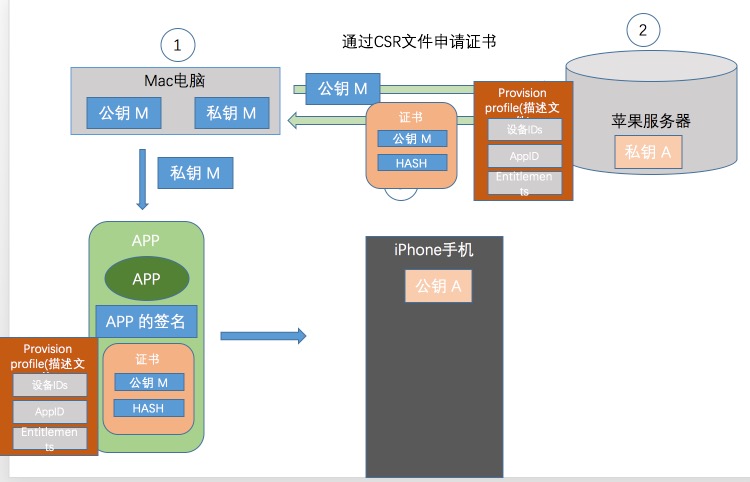 1
通过CSR文件申请证书
2
Mac电脑
公钥 M
私钥 M
公钥 M
证书
公钥 M
HASH
Provision
profile(描述文
设备IDs
AppID
Entitlemen
ts
苹果服务器
私钥 A
私钥 M
APP
APP
APP 的签名
证书
公钥 M
HASH
Provision
profile(描述文
设备IDs
AppID
Entitlemen
ts
iPhone手机
公钥 A